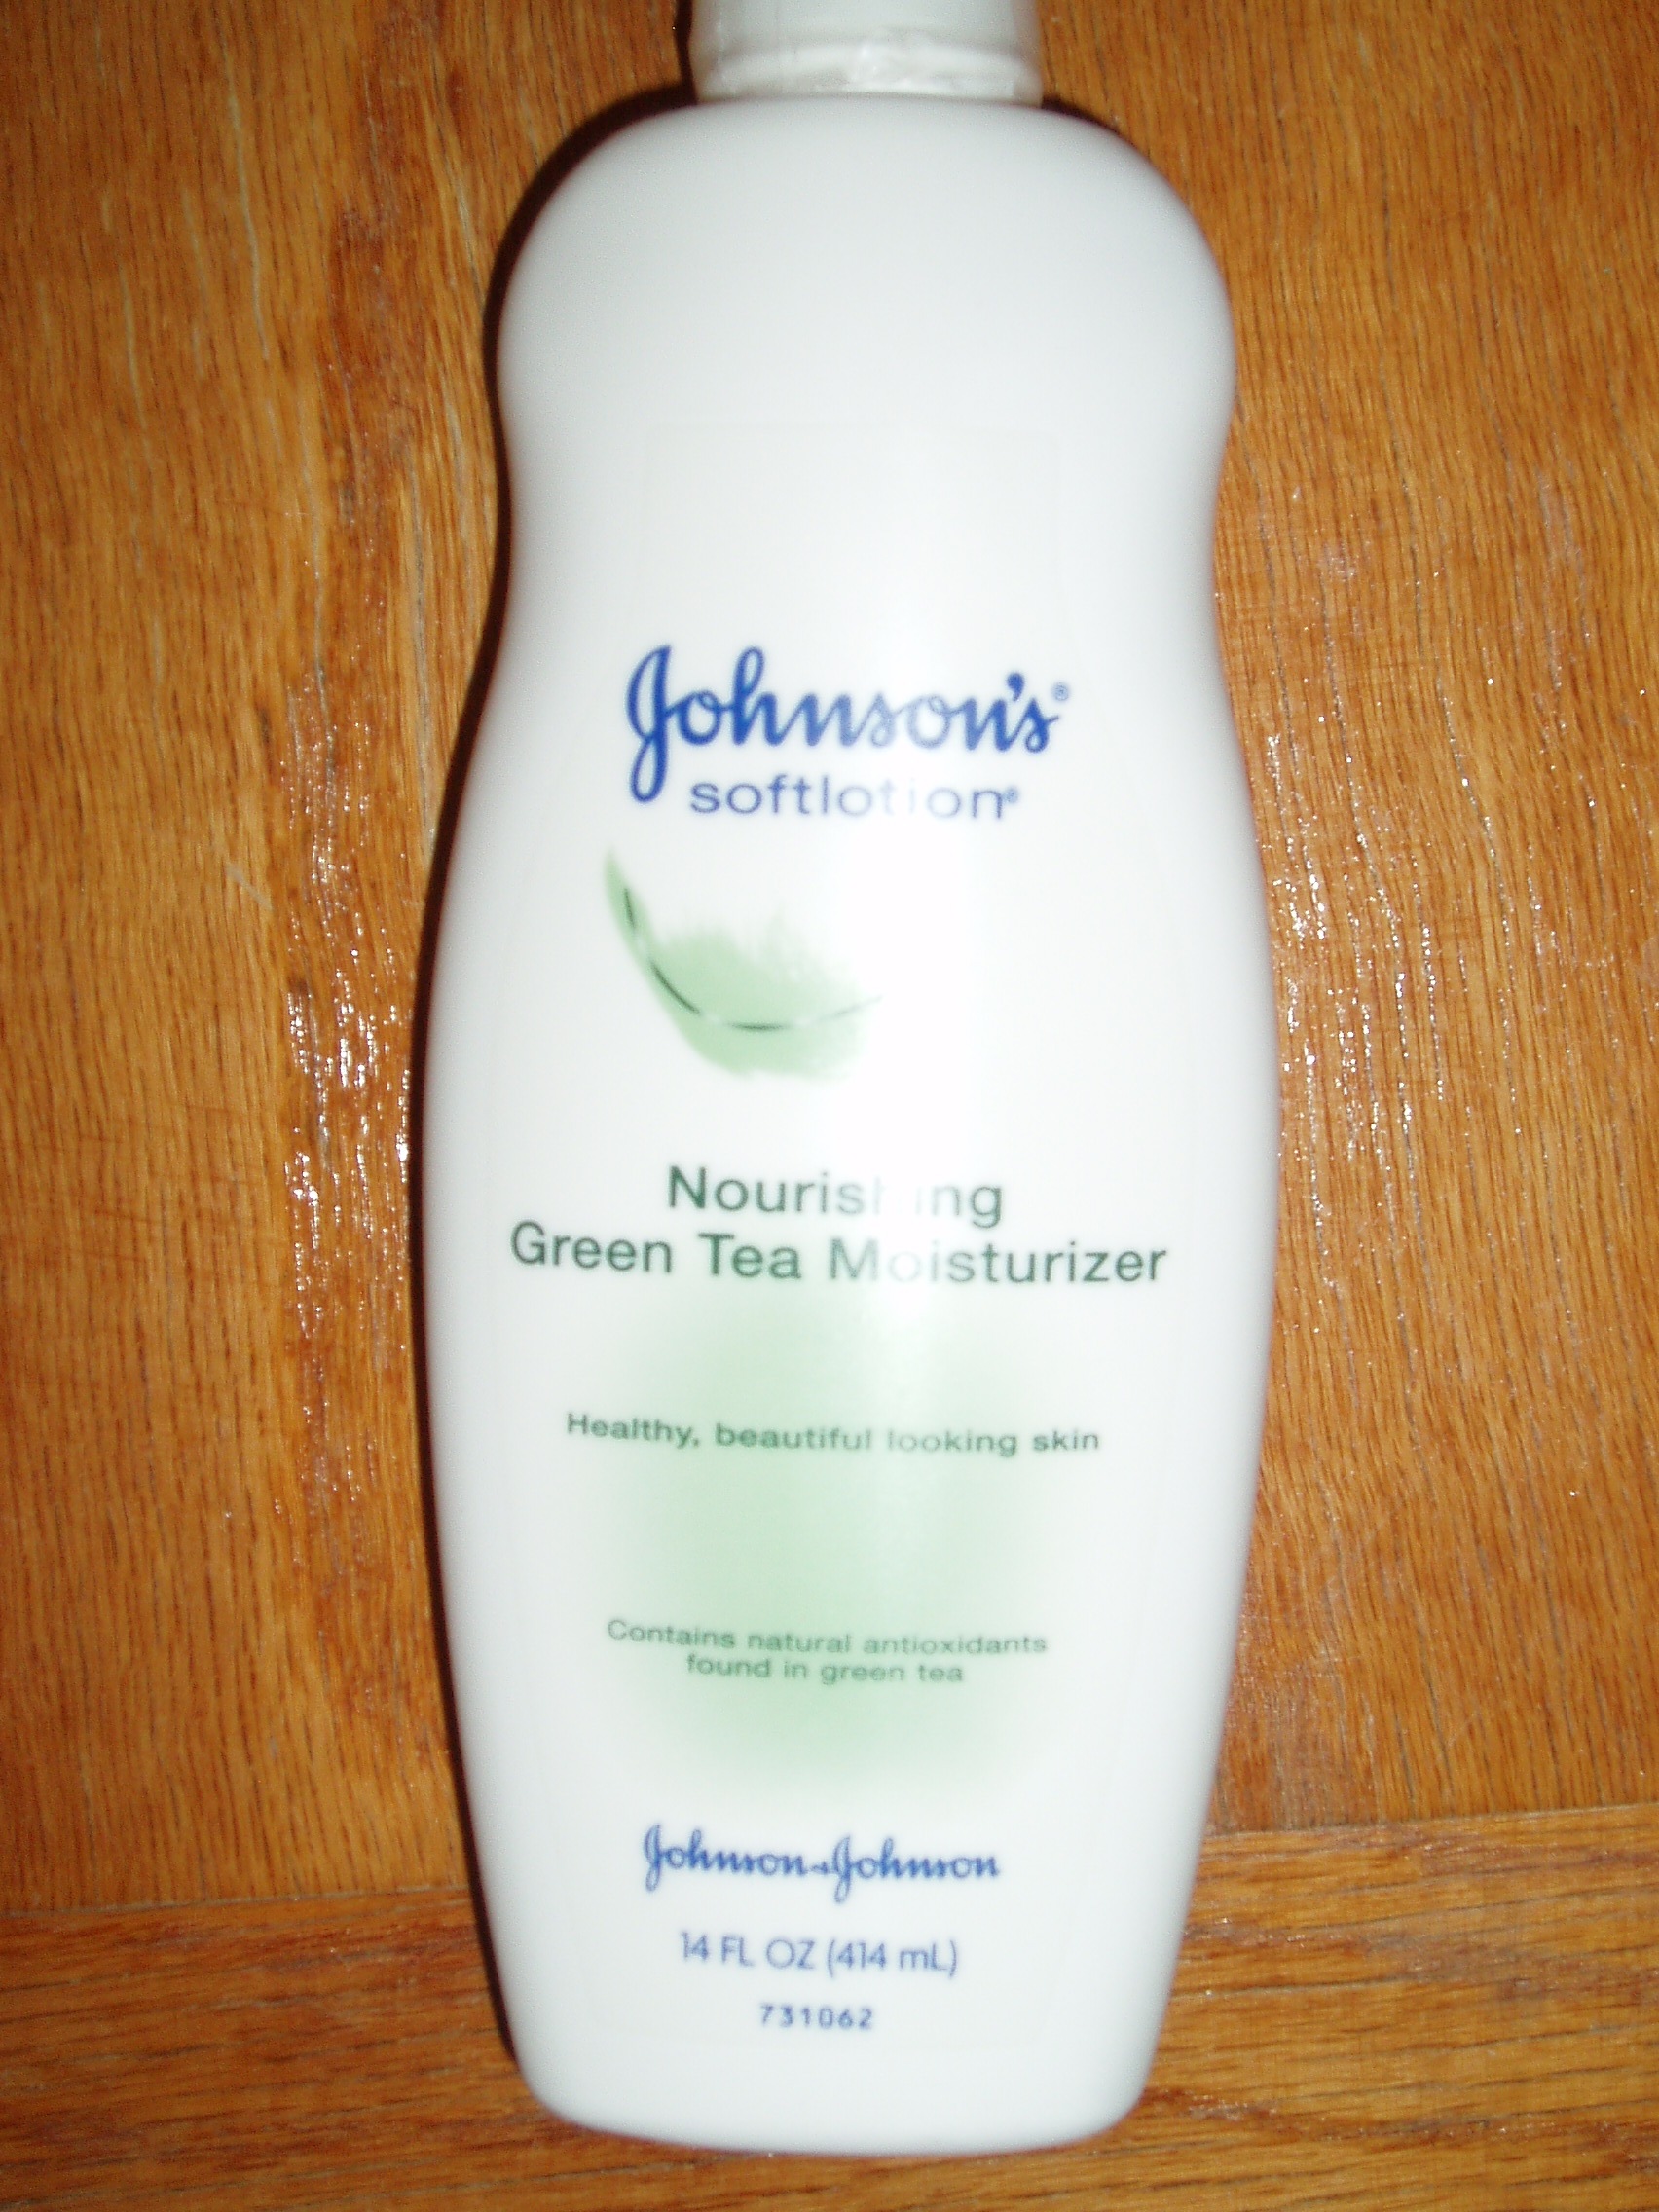 Johnson's®
softlotion®
Nourishing
Green Tea Moisturizer
Healthy, beautiful looking skin
Contains natural antioxidants
found in green tea
Johnson & Johnson
14 FL OZ (414 mL)
731062